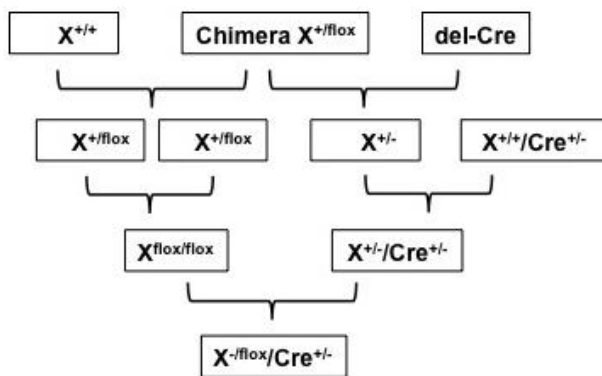 X+/+ Chimera X+/flox del-Cre
X+/flox X+/flox X+/- X+/+/Cre+/-
Xflox/flox X+/-/Cre+/-
X-/flox/Cre+/-